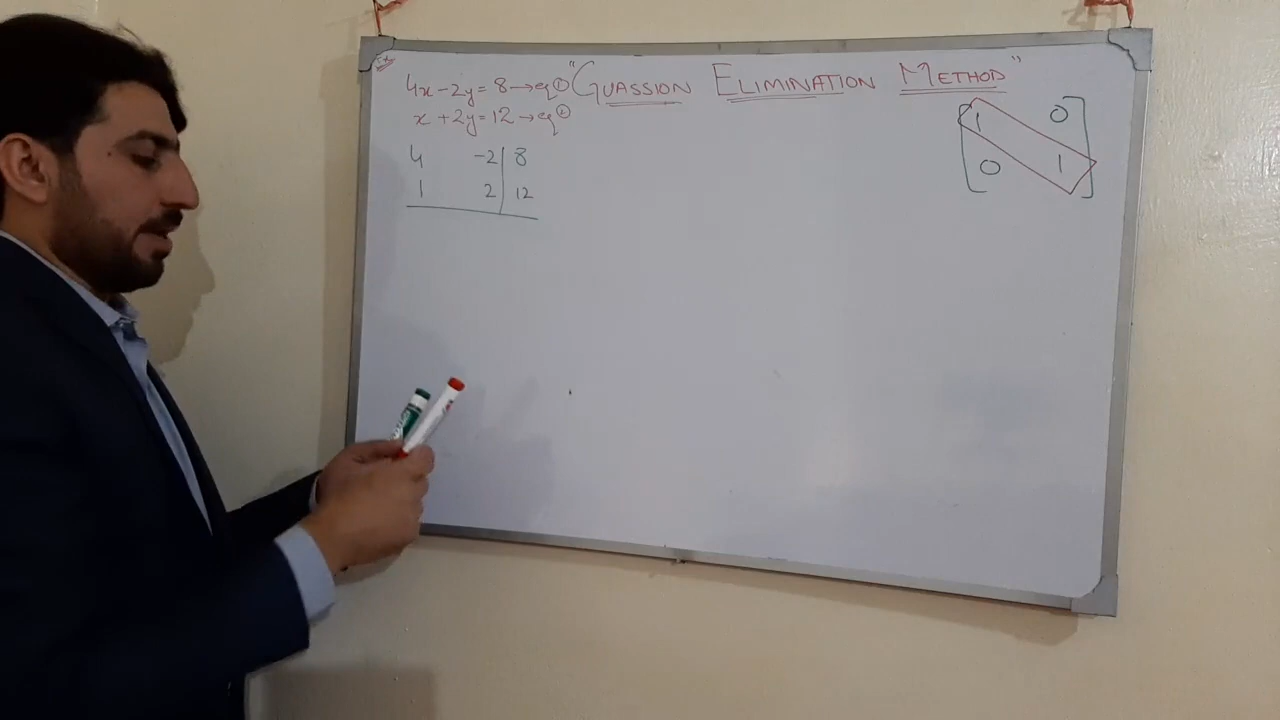 Ex
"GUASSION ELIMINATION METHOD"
4x-2y=8→eq①
x+2y=12→eq②
4 -2 | 8
1 2 | 12
1 0
0 1